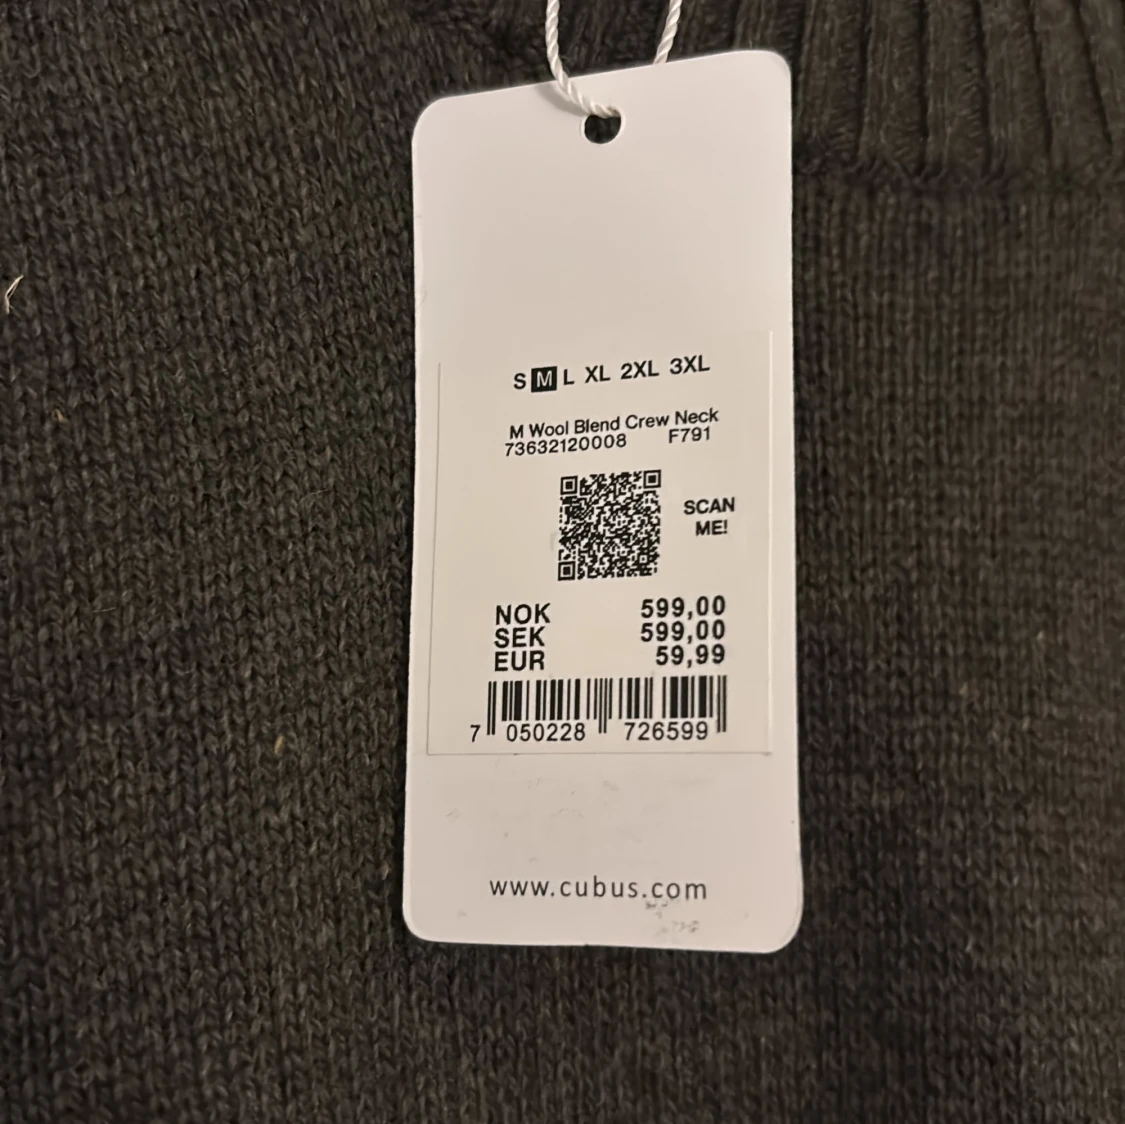 S M L XL 2XL 3XL
M Wool Blend Crew Neck
73632120008 F791
SCAN
ME!
NOK 599,00
SEK 599,00
EUR 59,99
7 050228 726599
www.cubus.com